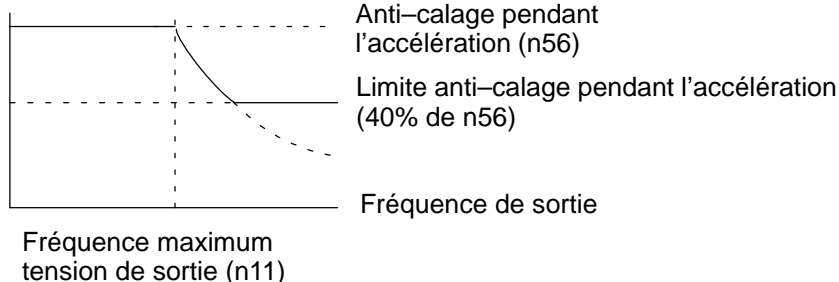 Anti–calage pendant
l'accélération (n56)
Limite anti–calage pendant l'accélération
(40% de n56)
Fréquence de sortie
Fréquence maximum
tension de sortie (n11)